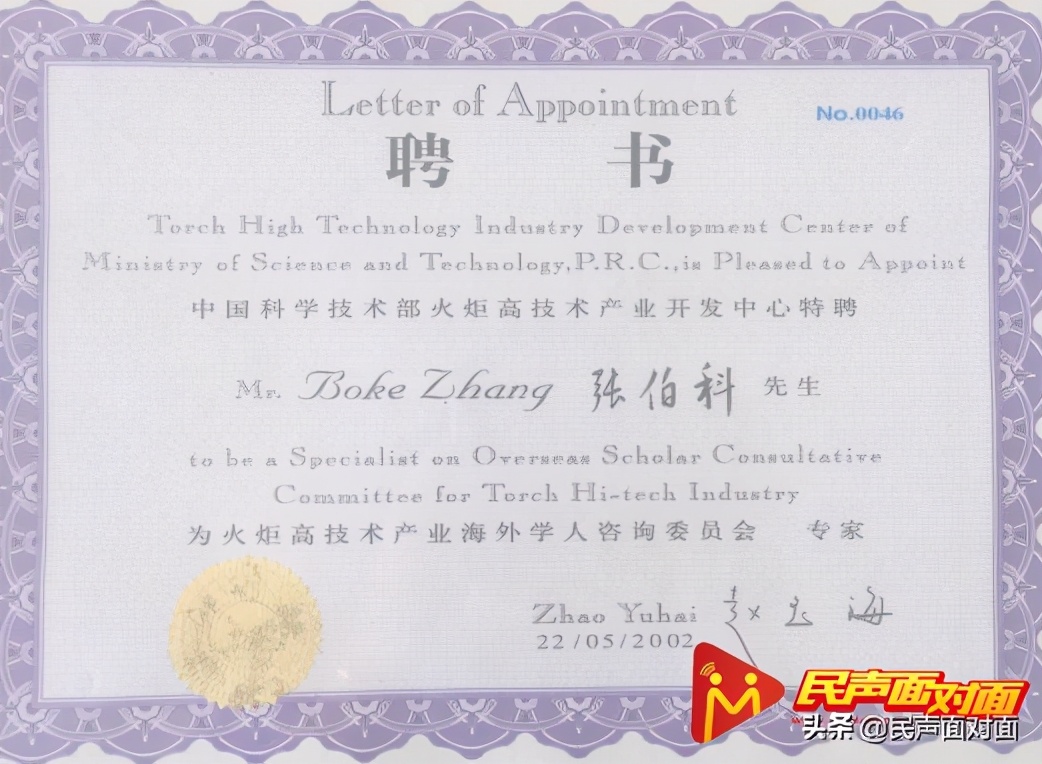 Letter of Appointment
No.0046
聘 书
Torch High Technology Industry Development Center of
Ministry of Science and Technology,P.R.C.,is Pleased to Appoint
中国科学技术部火炬高技术产业开发中心特聘
Mr. Boke Zhang 张伯科 先生
to be a Specialist on Overseas Scholar Consultative
Committee for Torch Hi-tech Industry
为火炬高技术产业海外学人咨询委员会 专家
Zhao Yuhai 赵玉海
22/05/2002
民声面对面
头条 @民声面对面